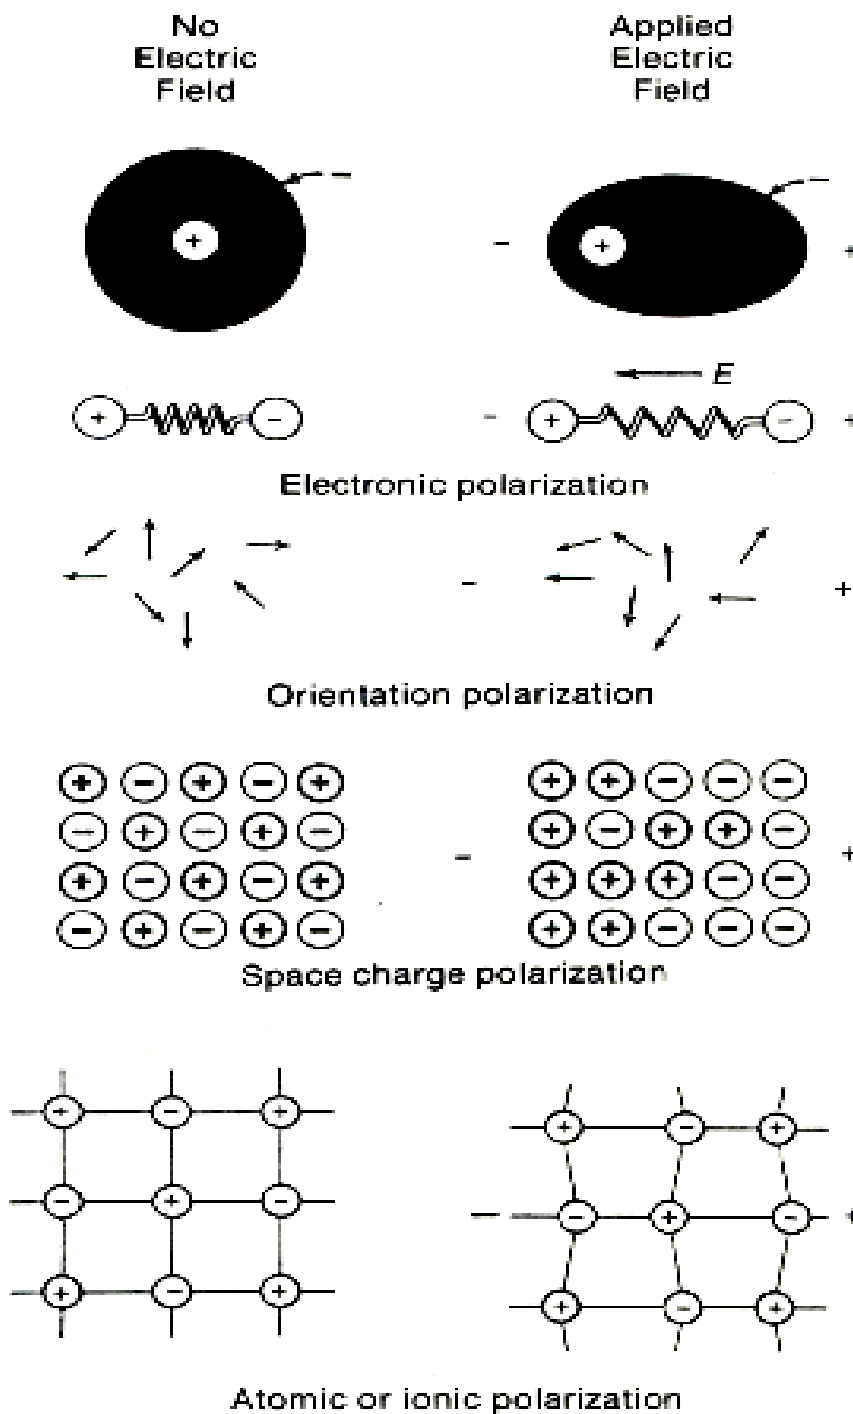 No
Electric
Field
Applied
Electric
Field
E
Electronic polarization
Orientation polarization
Space charge polarization
Atomic or ionic polarization